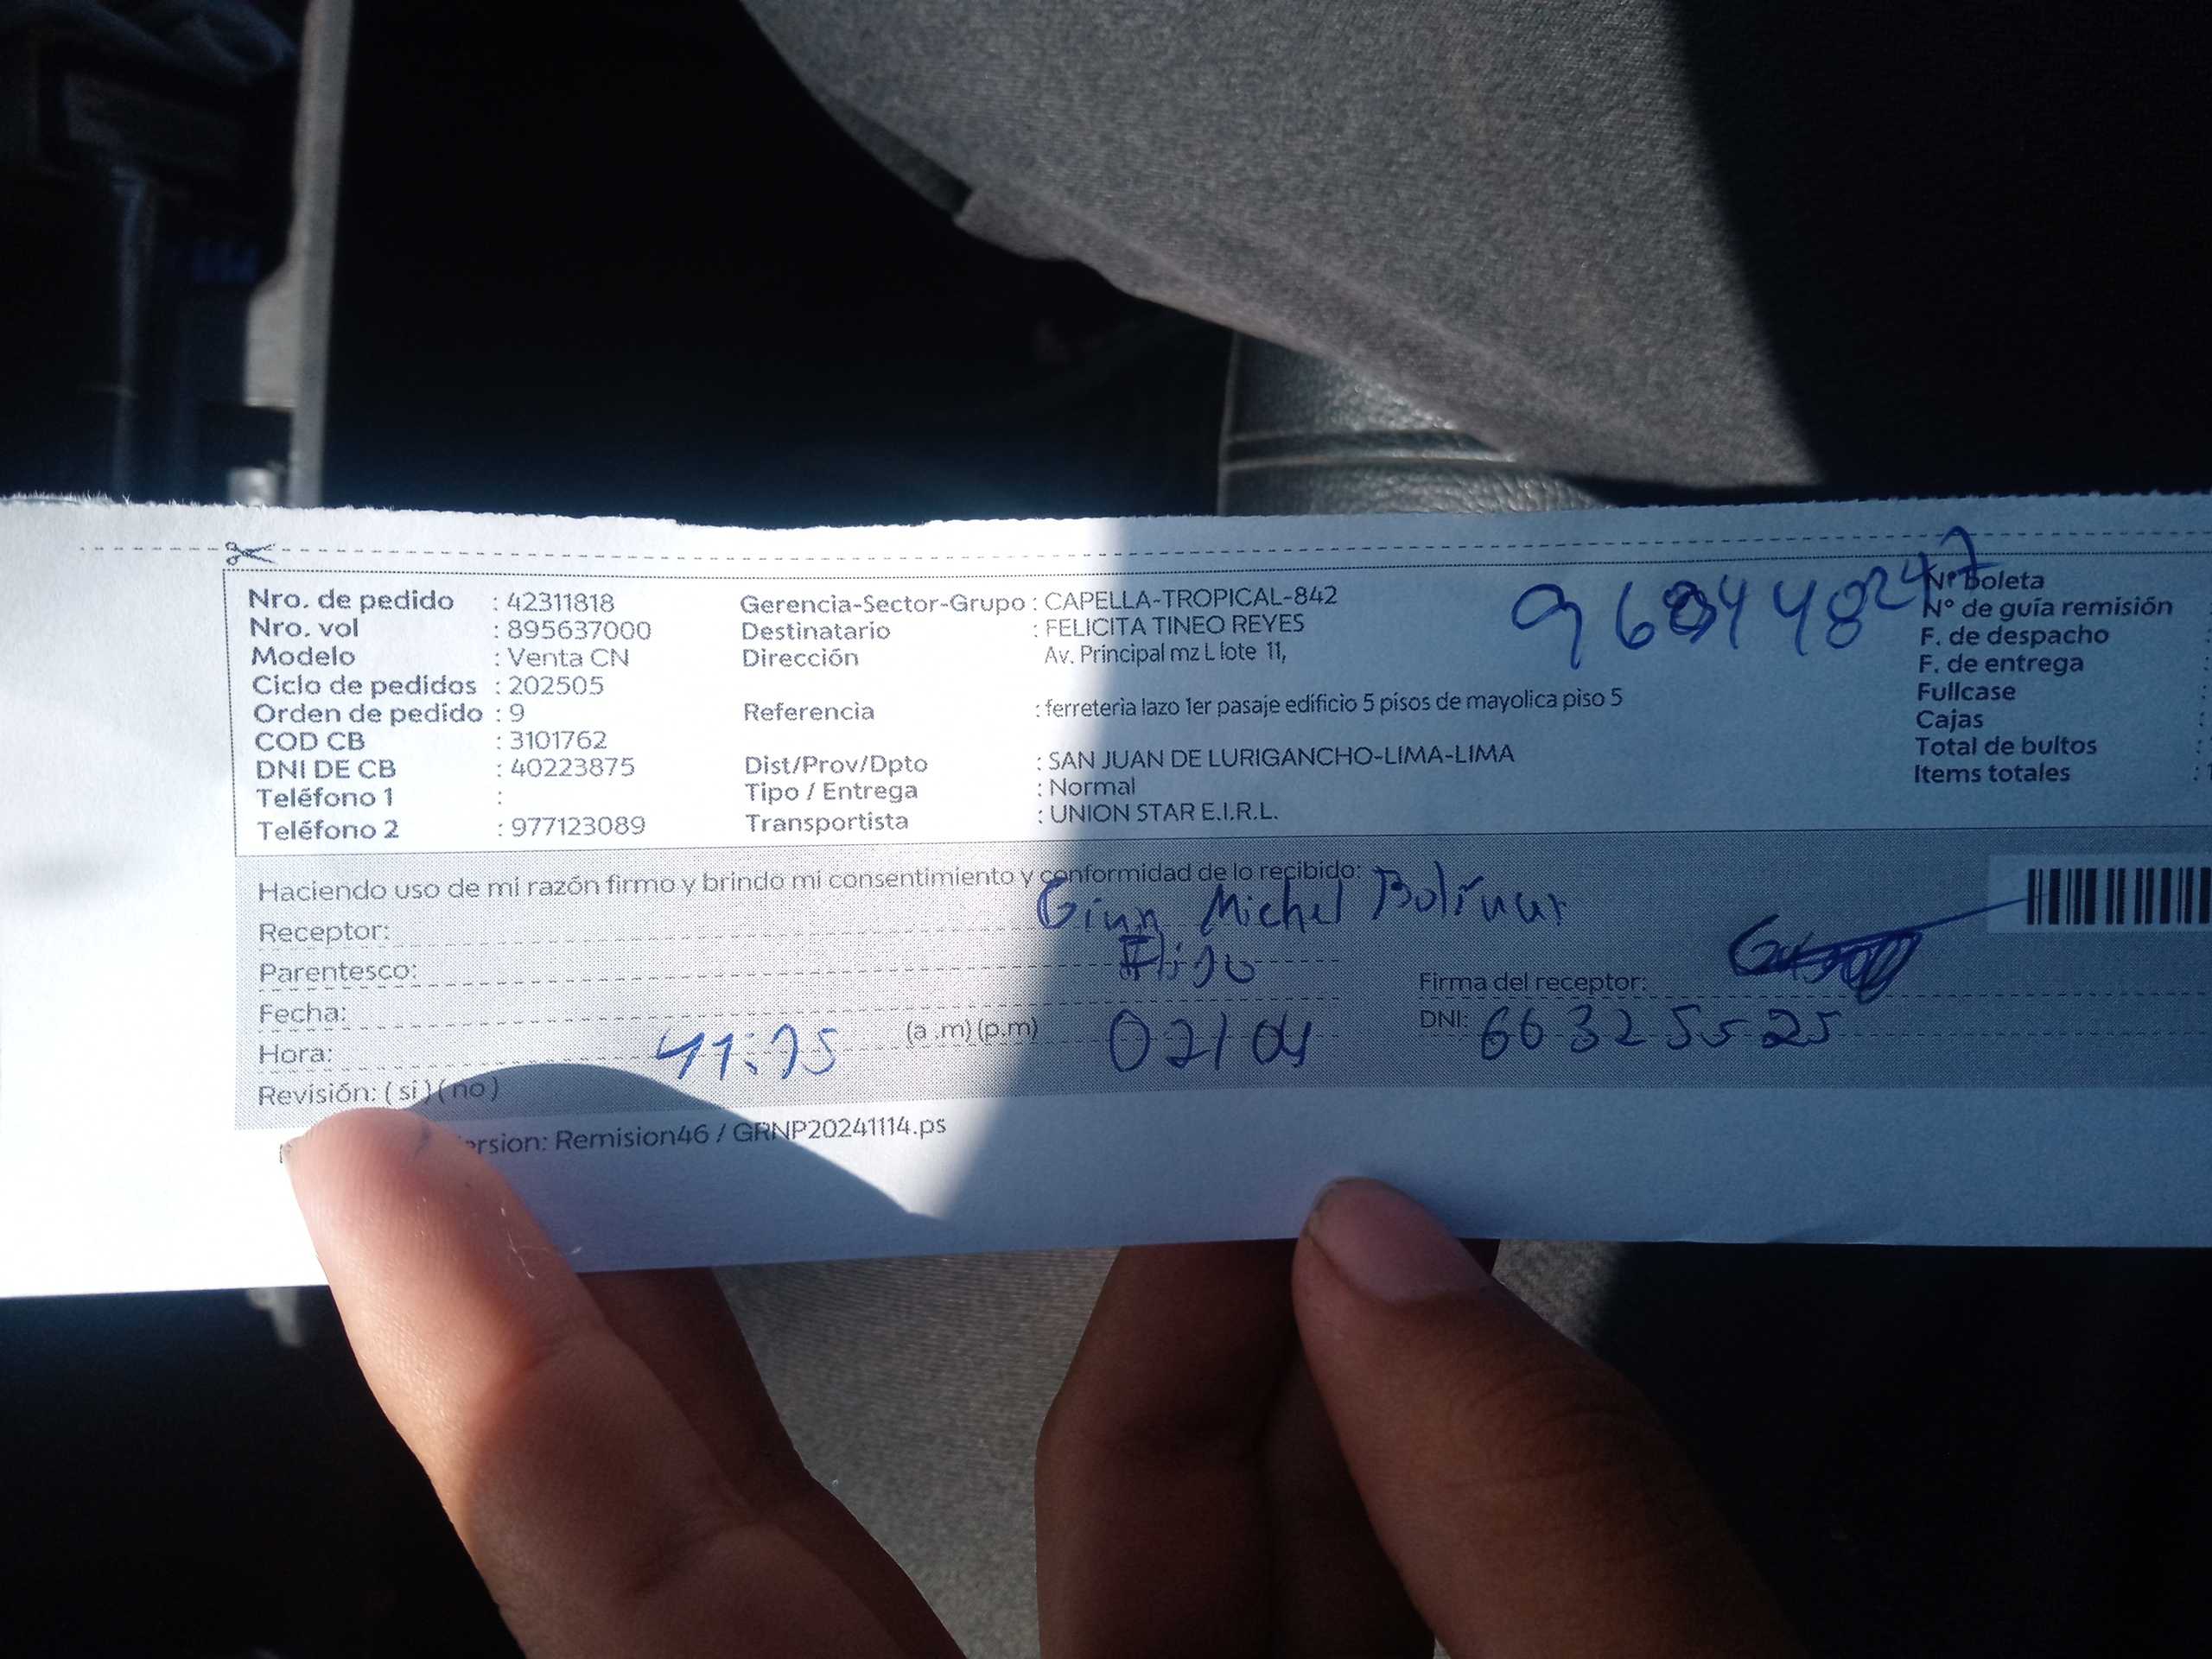 Nro. de pedido : 42311818
Nro. vol : 895637000
Modelo : Venta CN
Ciclo de pedidos : 202505
Orden de pedido : 9
COD CB : 3101762
DNI DE CB : 40223875
Teléfono 1 :
Teléfono 2 : 977123089
Gerencia-Sector-Grupo : CAPELLA-TROPICAL-842
Destinatario : FELICITA TINEO REYES
Dirección Av. Principal mz L lote 11,
Referencia : ferreteria lazo 1er pasaje edificio 5 pisos de mayolica piso 5
Dist/Prov/Dpto : SAN JUAN DE LURIGANCHO-LIMA-LIMA
Tipo / Entrega : Normal
Transportista : UNION STAR E.I.R.L.
N° Boleta
N° de guía remisión
F. de despacho :
F. de entrega :
Fullcase :
Cajas :
Total de bultos :
Items totales :
Haciendo uso de mi razón firmo y brindo mi consentimiento y conformidad de lo recibido:
Receptor: Michel
Parentesco: Hijo
Fecha: 02/04
Hora: (a .m) (p.m)
Revisión: ( si ) ( no )
Firma del receptor:
DNI: 66325525
ersion: Remision46 / GRNP20241114.ps